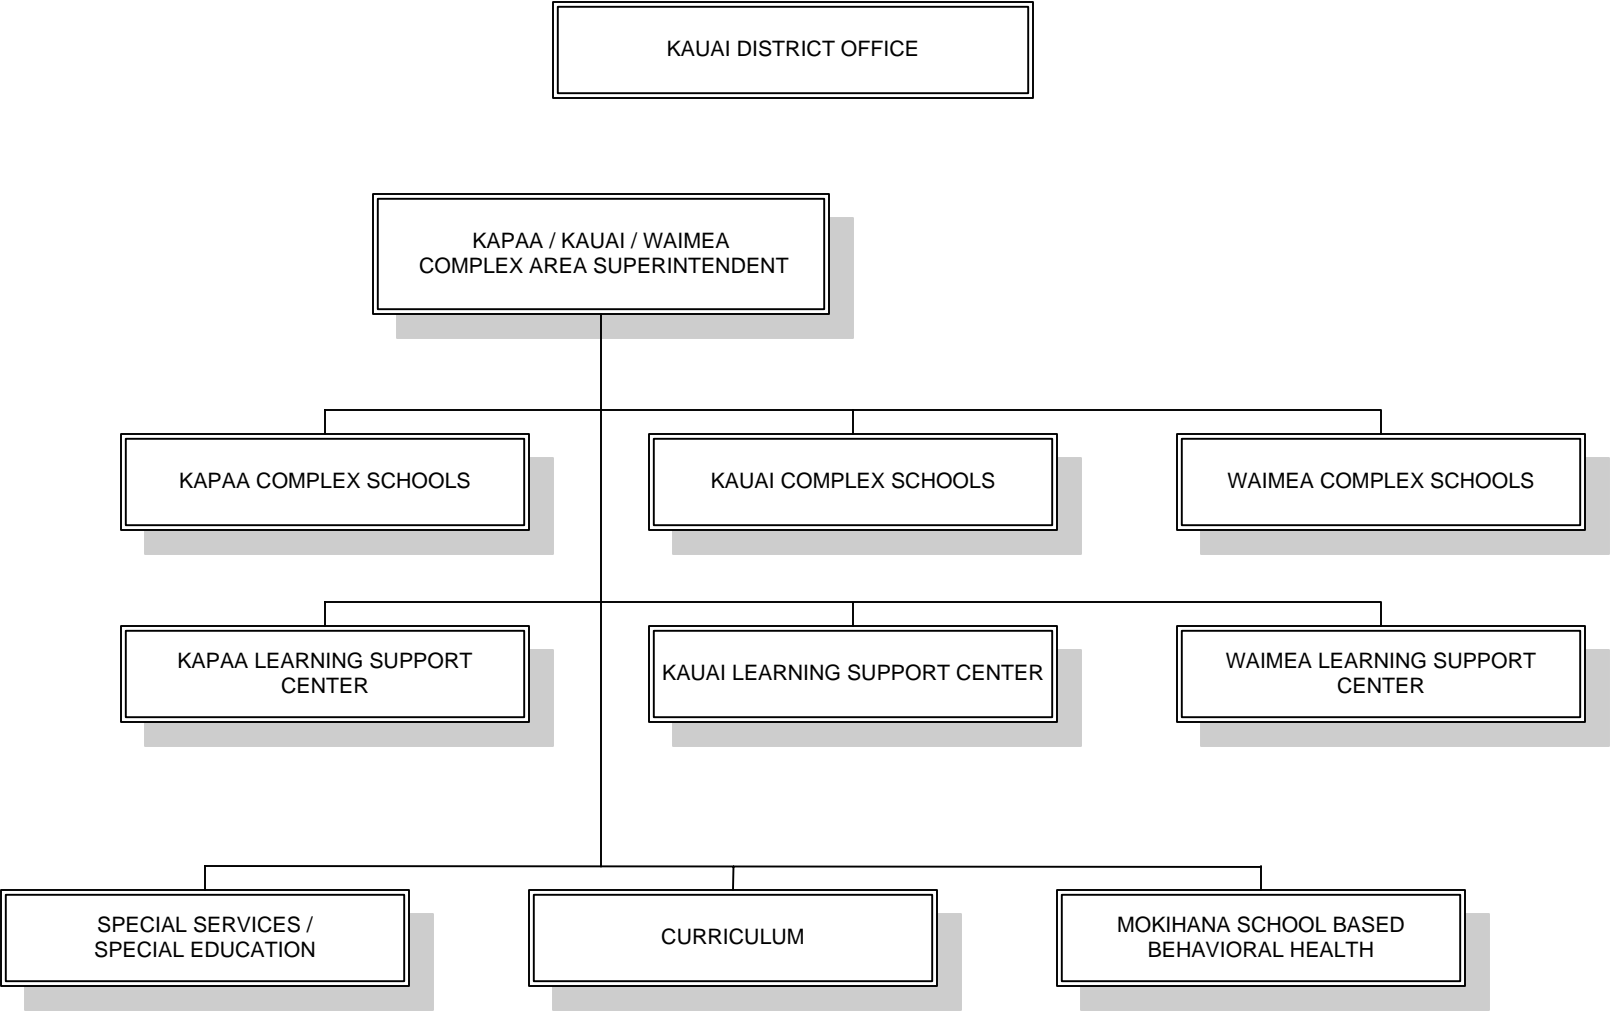 KAUAI DISTRICT OFFICE
KAPAA / KAUAI / WAIMEA
COMPLEX AREA SUPERINTENDENT
KAPAA COMPLEX SCHOOLS
KAUAI COMPLEX SCHOOLS
WAIMEA COMPLEX SCHOOLS
KAPAA LEARNING SUPPORT
CENTER
KAUAI LEARNING SUPPORT CENTER
WAIMEA LEARNING SUPPORT
CENTER
SPECIAL SERVICES /
SPECIAL EDUCATION
CURRICULUM
MOKIHANA SCHOOL BASED
BEHAVIORAL HEALTH